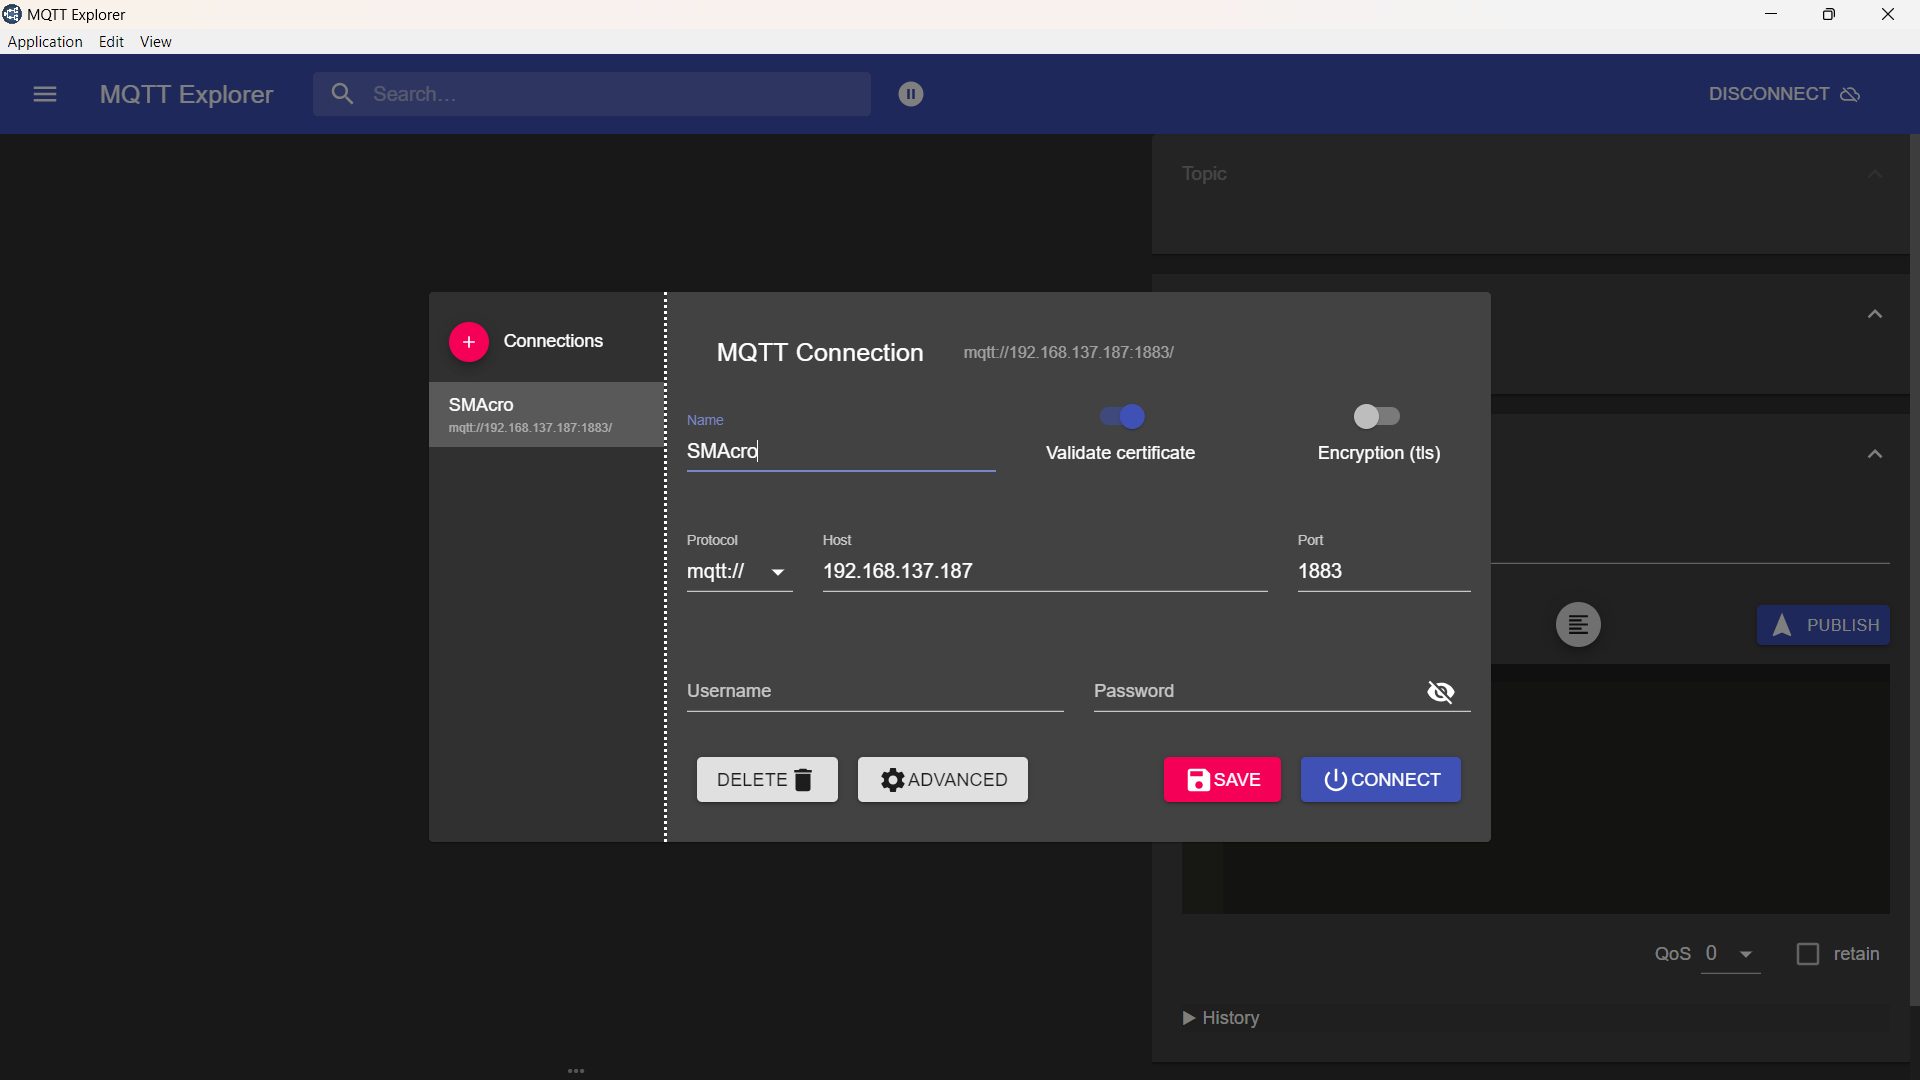 MQTT Explorer
Application Edit View
MQTT Explorer
Search...
DISCONNECT
Topic
Connections
MQTT Connection mqtt://192.168.137.187:1883/
SMAcro
mqtt://192.168.137.187:1883/
Name
SMAcro
Validate certificate
Encryption (tls)
Protocol Host Port
mqtt:// 192.168.137.187 1883
PUBLISH
Username Password
DELETE ADVANCED SAVE CONNECT
QoS 0 retain
History